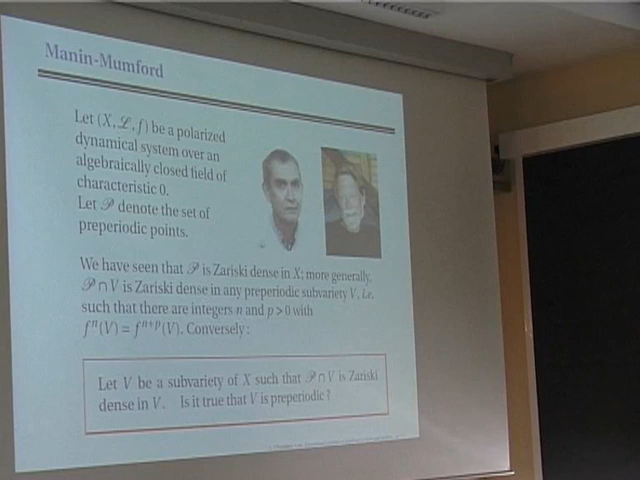 Manin-Mumford
Let (X, ℒ, f) be a polarized
dynamical system over an
algebraically closed field of
characteristic 0.
Let 𝒫 denote the set of
preperiodic points.
We have seen that 𝒫 is Zariski dense in X; more generally,
𝒫 ∩ V is Zariski dense in any preperiodic subvariety V, i.e.
such that there are integers n and p > 0 with
fⁿ(V) = fⁿ⁺ᵖ(V). Conversely :
Let V be a subvariety of X such that 𝒫 ∩ V is Zariski
dense in V. Is it true that V is preperiodic ?